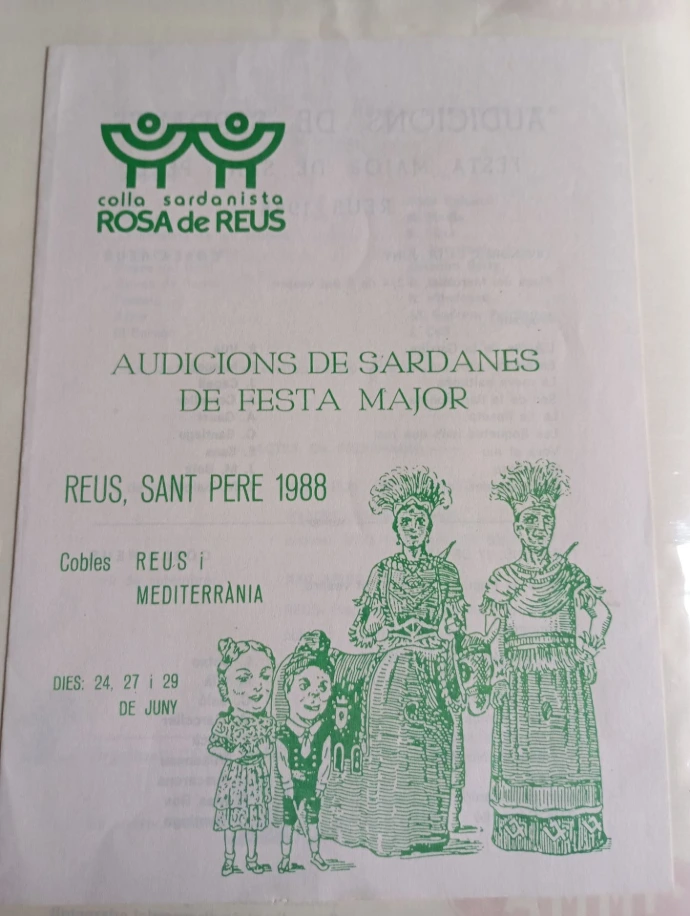 colla sardanista
ROSA de REUS
AUDICIONS DE SARDANES
DE FESTA MAJOR
REUS, SANT PERE 1988
Cobles REUS i
MEDITERRÀNIA
DIES: 24, 27 i 29
DE JUNY